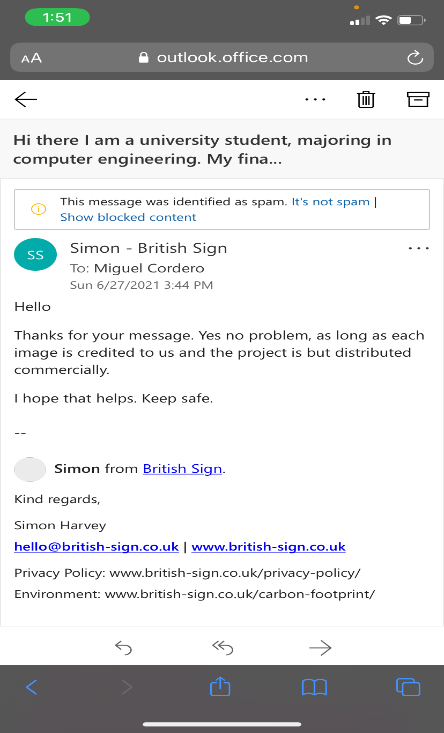 1:51
AA outlook.office.com
Hi there I am a university student, majoring in
computer engineering. My fina...
This message was identified as spam. It's not spam |
Show blocked content
SS
Simon - British Sign
To: Miguel Cordero
Sun 6/27/2021 3:44 PM
Hello
Thanks for your message. Yes no problem, as long as each
image is credited to us and the project is but distributed
commercially.
I hope that helps. Keep safe.
--
Simon from British Sign.
Kind regards,
Simon Harvey
hello@british-sign.co.uk | www.british-sign.co.uk
Privacy Policy: www.british-sign.co.uk/privacy-policy/
Environment: www.british-sign.co.uk/carbon-footprint/